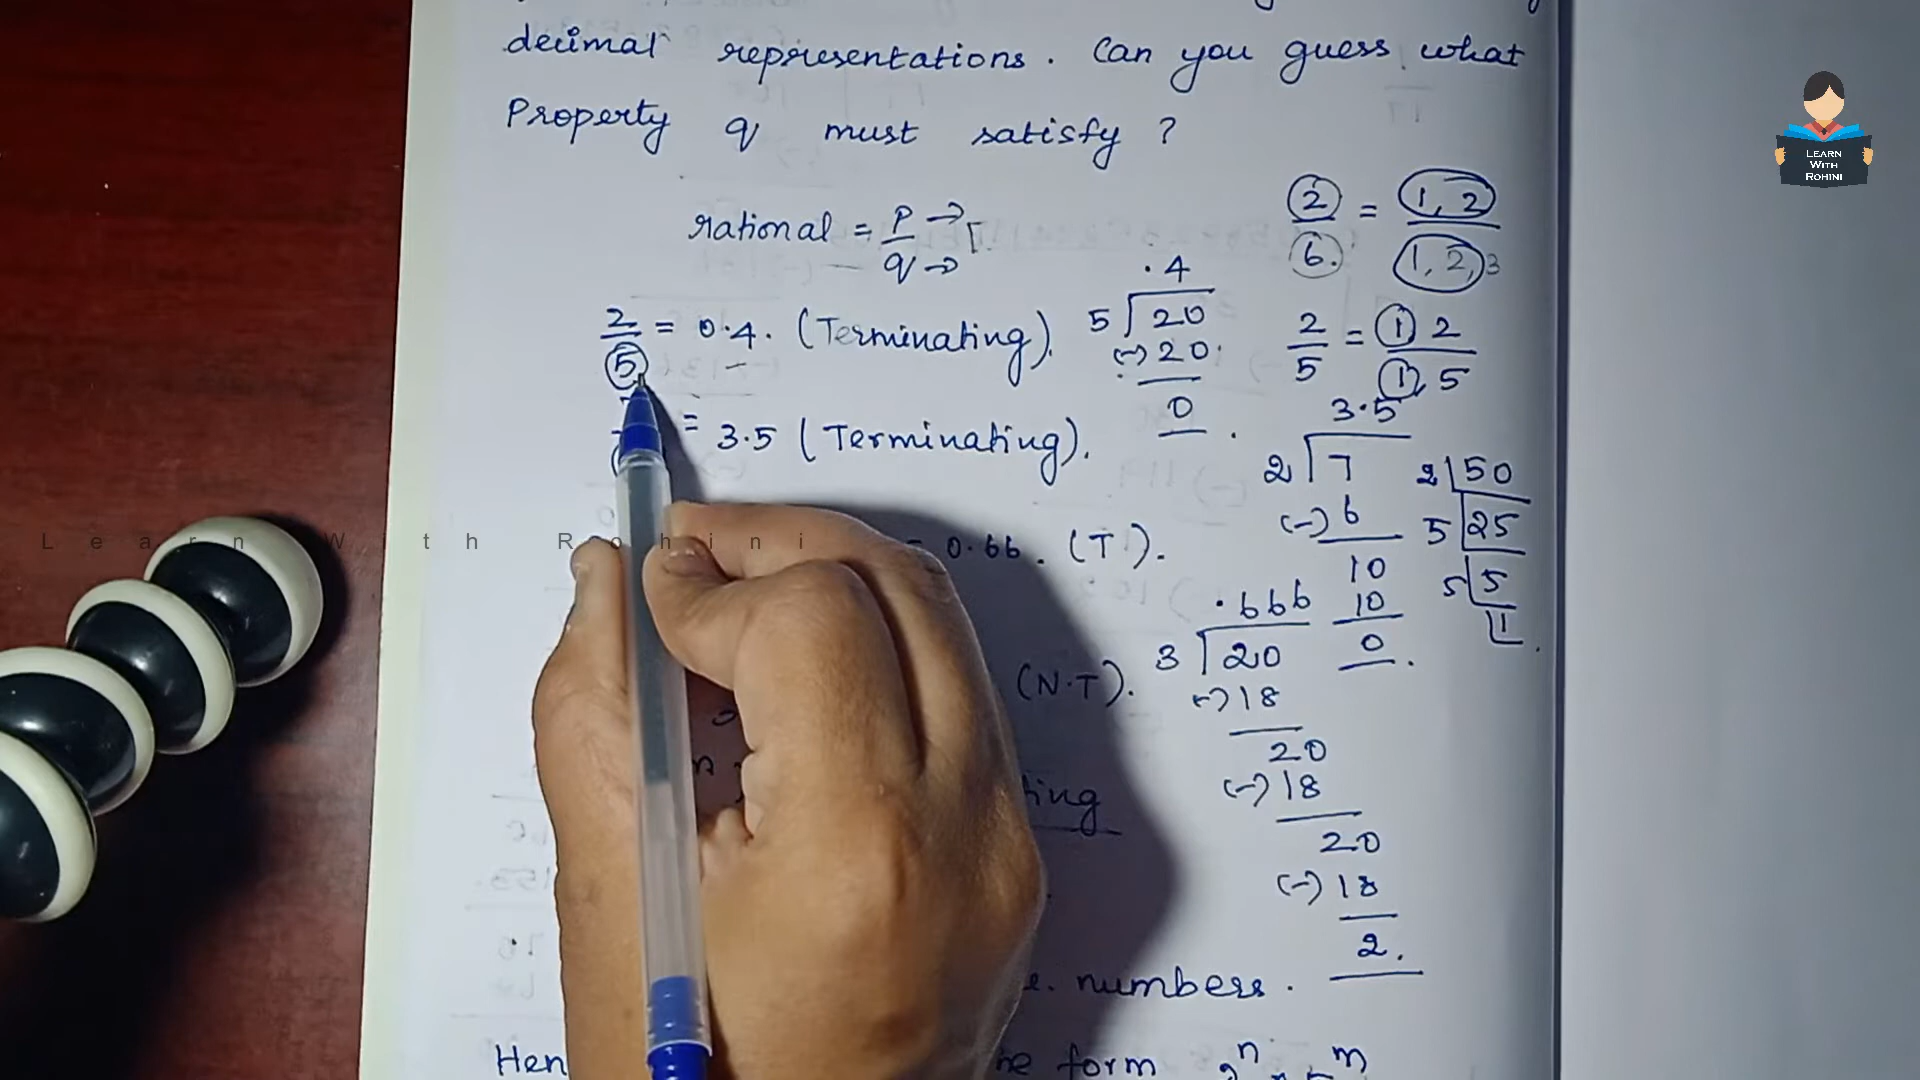 decimal representations. Can you guess what
Property q must satisfy ?
rational = p/q → I
2/6. = 1, 2 / 1, 2, 3
2/5 = 0.4. (Terminating).
.4
5 ) 20
(-) 20
0
2/5 = 1, 2 / 1, 5
= 3.5 (Terminating).
3.5
2 ) 7
(-) 6
10
10
0
2 | 50
5 | 25
5 | 5
1
= 0.66. (T).
.666
3 ) 20
(-) 18
20
(-) 18
20
(-) 18
2.
(N.T).
numbers.
form
n m
LEARN
With
ROHINI
Learn With Rohini